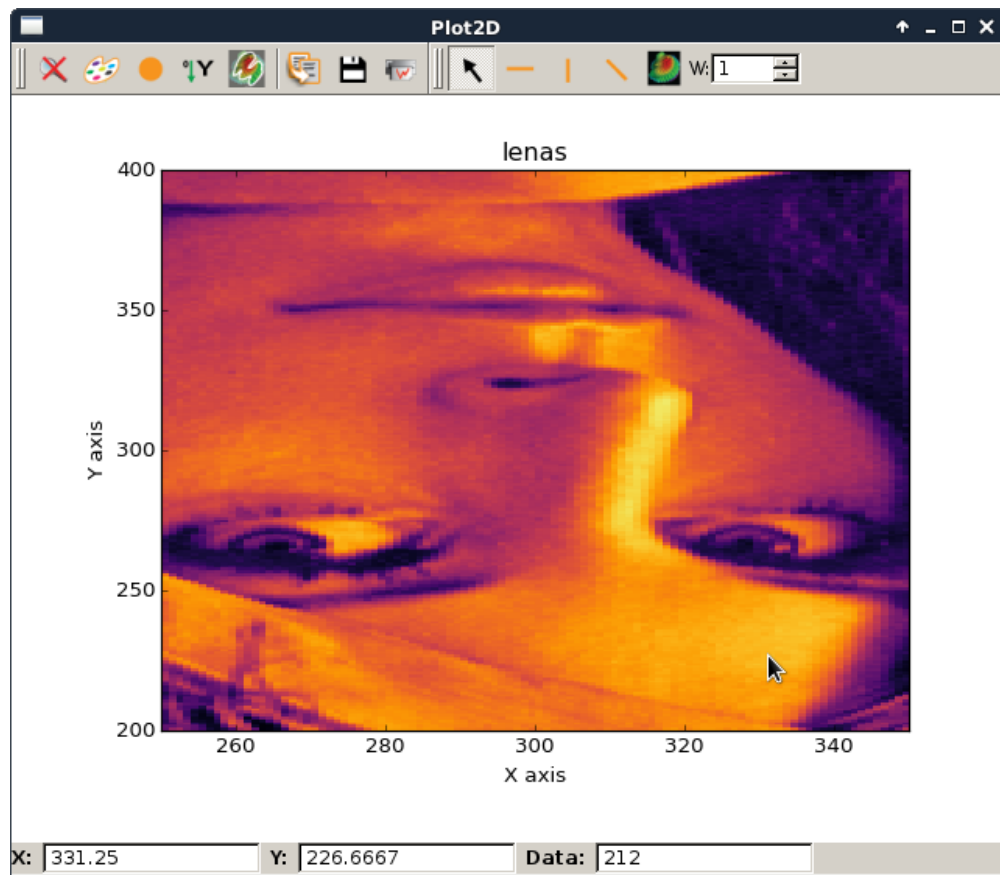 Plot2D
Y W: 1
lenas
400
350
300
250
200
Y axis
260 280 300 320 340
X axis
X: 331.25 Y: 226.6667 Data: 212